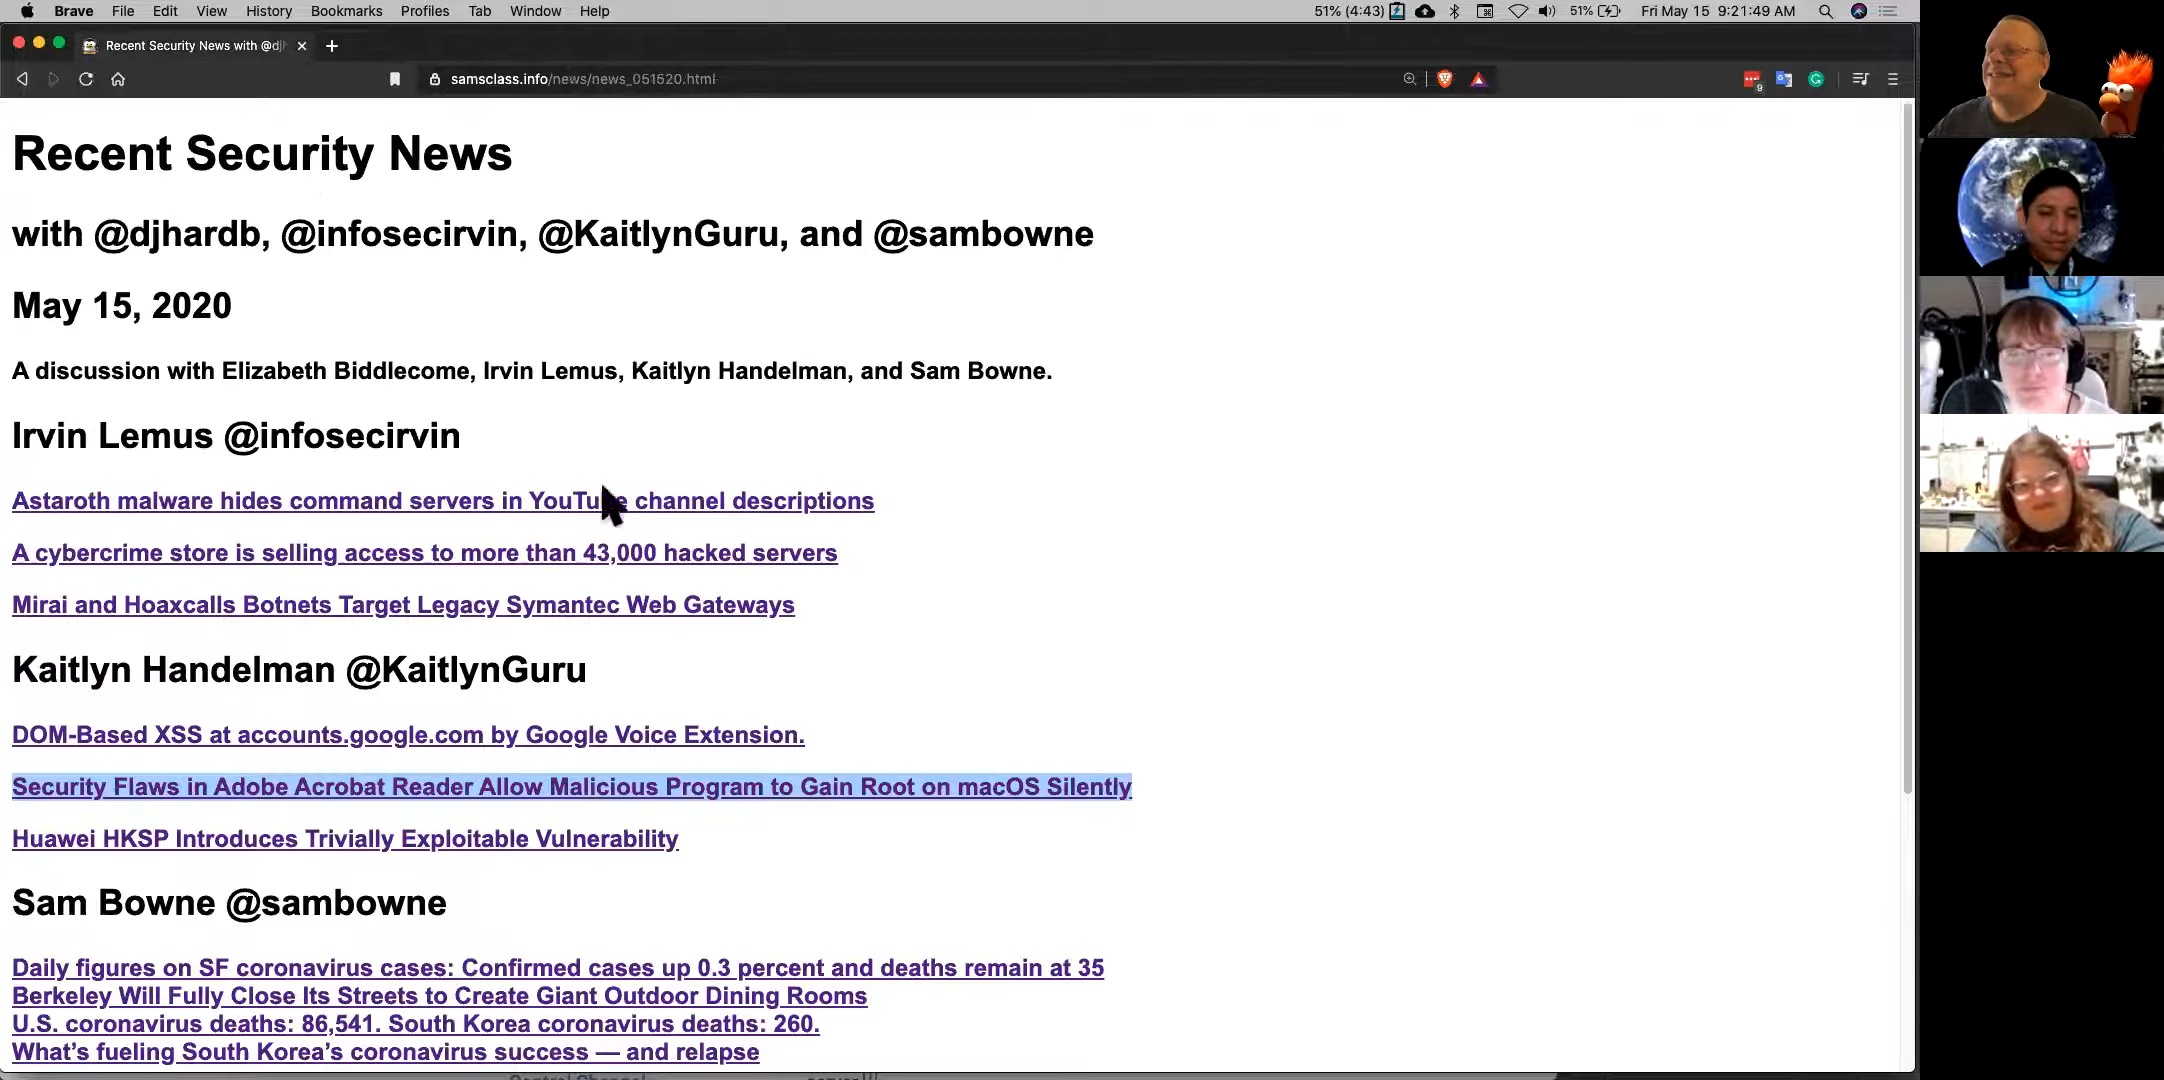 Brave File Edit View History Bookmarks Profiles Tab Window Help 51% (4:43) 51% Fri May 15 9:21:49 AM
Recent Security News with @djh
samsclass.info/news/news_051520.html
9
Recent Security News
with @djhardb, @infosecirvin, @KaitlynGuru, and @sambowne
May 15, 2020
A discussion with Elizabeth Biddlecome, Irvin Lemus, Kaitlyn Handelman, and Sam Bowne.
Irvin Lemus @infosecirvin
Astaroth malware hides command servers in YouTube channel descriptions
A cybercrime store is selling access to more than 43,000 hacked servers
Mirai and Hoaxcalls Botnets Target Legacy Symantec Web Gateways
Kaitlyn Handelman @KaitlynGuru
DOM-Based XSS at accounts.google.com by Google Voice Extension.
Security Flaws in Adobe Acrobat Reader Allow Malicious Program to Gain Root on macOS Silently
Huawei HKSP Introduces Trivially Exploitable Vulnerability
Sam Bowne @sambowne
Daily figures on SF coronavirus cases: Confirmed cases up 0.3 percent and deaths remain at 35
Berkeley Will Fully Close Its Streets to Create Giant Outdoor Dining Rooms
U.S. coronavirus deaths: 86,541. South Korea coronavirus deaths: 260.
What's fueling South Korea's coronavirus success — and relapse